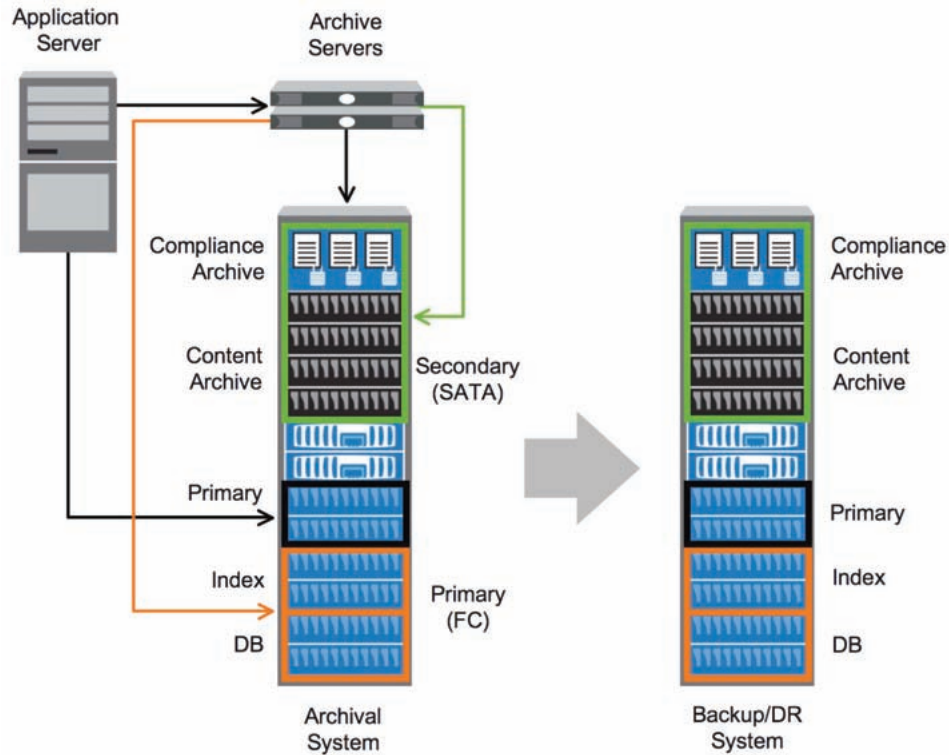 Application
Server
Archive
Servers
Compliance
Archive
Content
Archive
Secondary
(SATA)
Primary
Index
Primary
(FC)
DB
Archival
System
Compliance
Archive
Content
Archive
Primary
Index
DB
Backup/DR
System